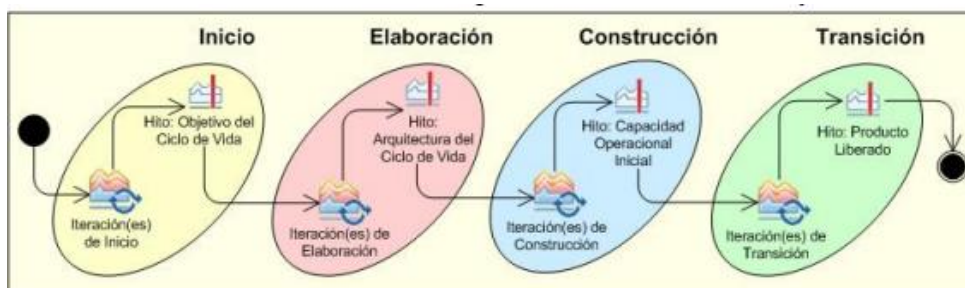 Inicio
Elaboración
Construcción
Transición
Hito: Objetivo del
Ciclo de Vida
Iteración(es)
de Inicio
Hito:
Arquitectura del
Ciclo de Vida
Iteración(es) de
Elaboración
Hito: Capacidad
Operacional
Inicial
Iteración(es) de
Construcción
Hito: Producto
Liberado
Iteración(es) de
Transición